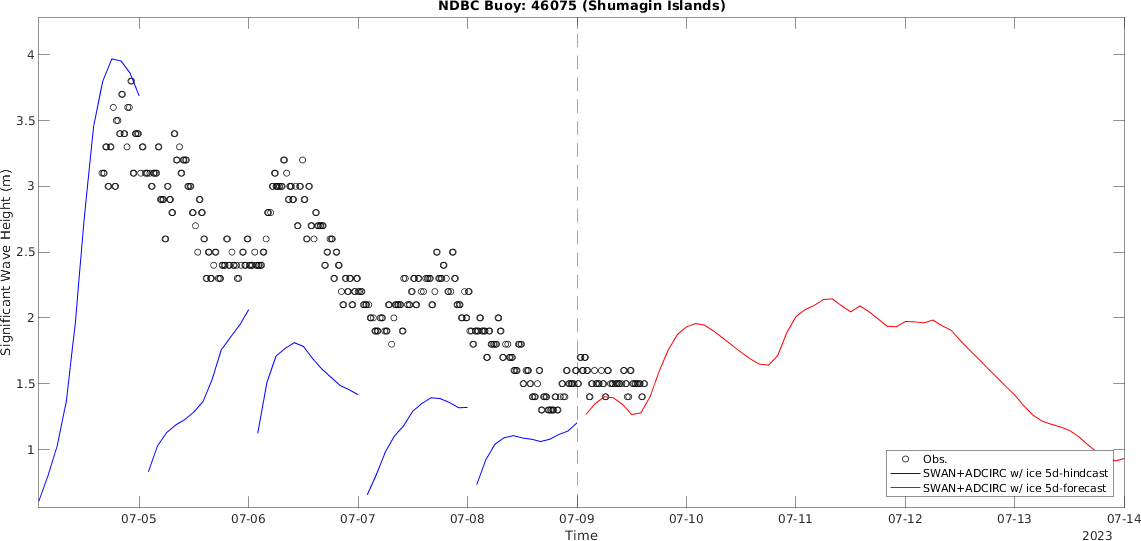 NDBC Buoy: 46075 (Shumagin Islands)
Significant Wave Height (m)
4
3.5
3
2.5
2
1.5
1
Obs.
SWAN+ADCIRC w/ ice 5d-hindcast
SWAN+ADCIRC w/ ice 5d-forecast
07-05 07-06 07-07 07-08 07-09 07-10 07-11 07-12 07-13 07-14
Time
2023